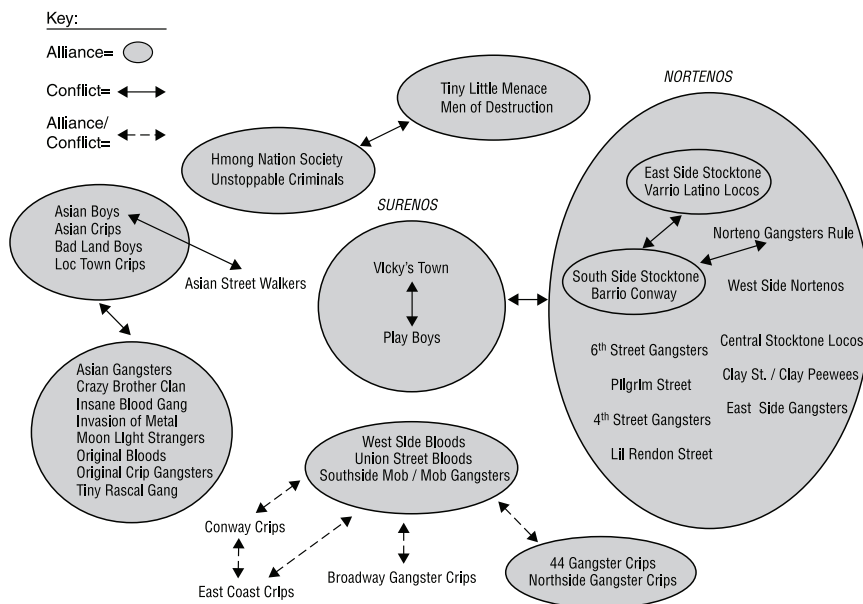 Key:
Alliance=
Conflict=
Alliance/
Conflict=
Tiny Little Menace
Men of Destruction
Hmong Nation Society
Unstoppable Criminals
NORTENOS
East Side Stocktone
Varrio Latino Locos
Norteno Gangsters Rule
South Side Stocktone
Barrio Conway
West Side Nortenos
6th Street Gangsters
Central Stocktone Locos
Pilgrim Street
Clay St. / Clay Peewees
4th Street Gangsters
East Side Gangsters
Lil Rendon Street
SURENOS
Vicky's Town
Play Boys
Asian Boys
Asian Crips
Bad Land Boys
Loc Town Crips
Asian Street Walkers
Asian Gangsters
Crazy Brother Clan
Insane Blood Gang
Invasion of Metal
Moon Light Strangers
Original Bloods
Original Crip Gangsters
Tiny Rascal Gang
West Side Bloods
Union Street Bloods
Southside Mob / Mob Gangsters
Conway Crips
East Coast Crips
Broadway Gangster Crips
44 Gangster Crips
Northside Gangster Crips